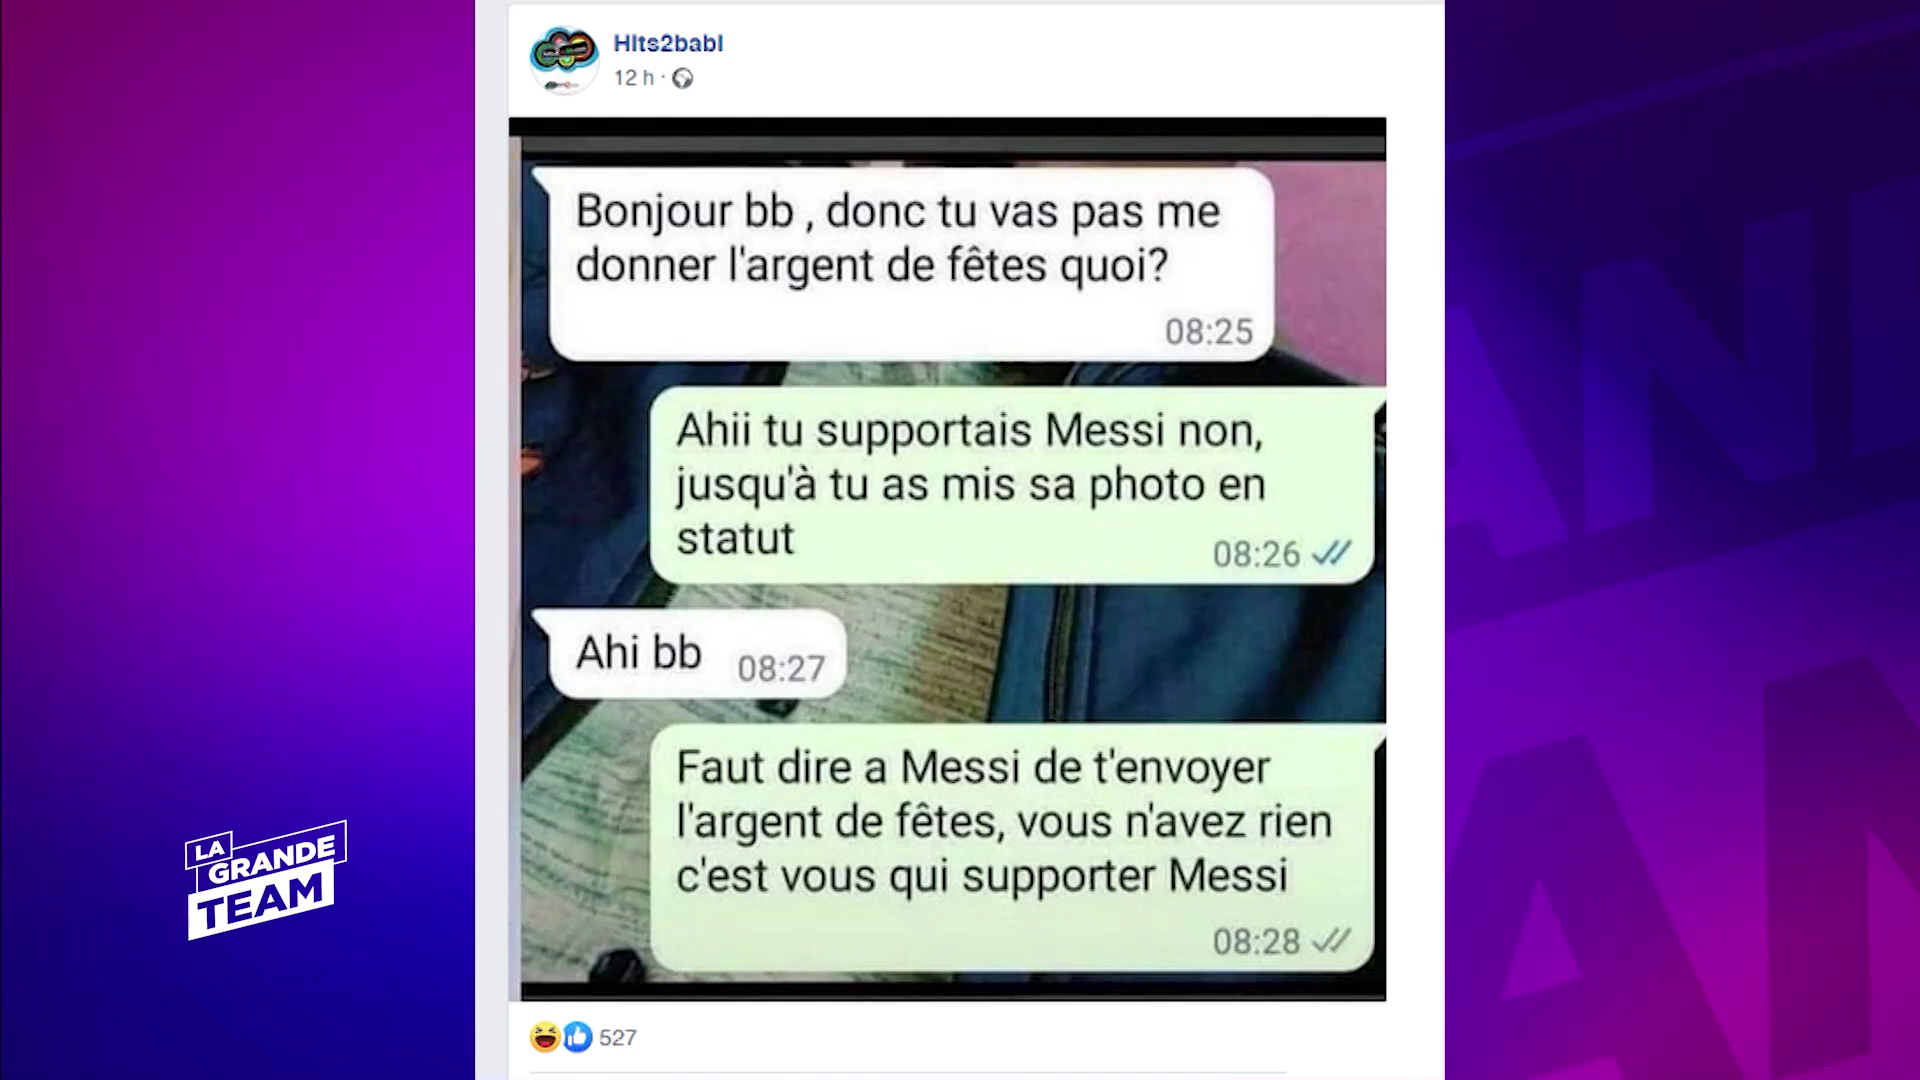 HIts2babI
12 h ·
Bonjour bb , donc tu vas pas me
donner l'argent de fêtes quoi?
08:25
Ahii tu supportais Messi non,
jusqu'à tu as mis sa photo en
statut
08:26
Ahi bb 08:27
Faut dire a Messi de t'envoyer
l'argent de fêtes, vous n'avez rien
c'est vous qui supporter Messi
08:28
527
LA
GRANDE
TEAM